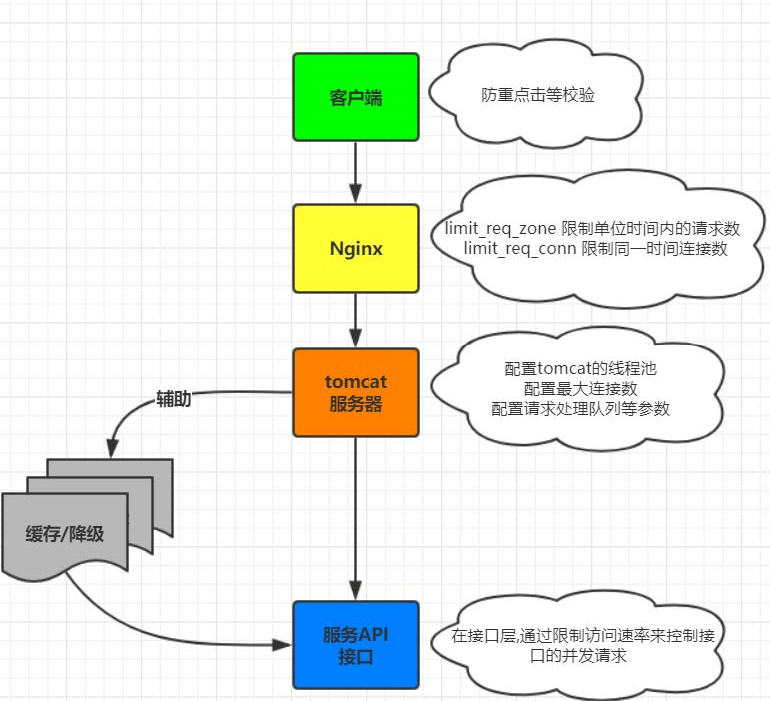 客户端
防重点击等校验
Nginx
limit_req_zone 限制单位时间内的请求数
limit_req_conn 限制同一时间连接数
tomcat
服务器
配置tomcat的线程池
配置最大连接数
配置请求处理队列等参数
辅助
缓存/降级
服务API
接口
在接口层,通过限制访问速率来控制接
口的并发请求